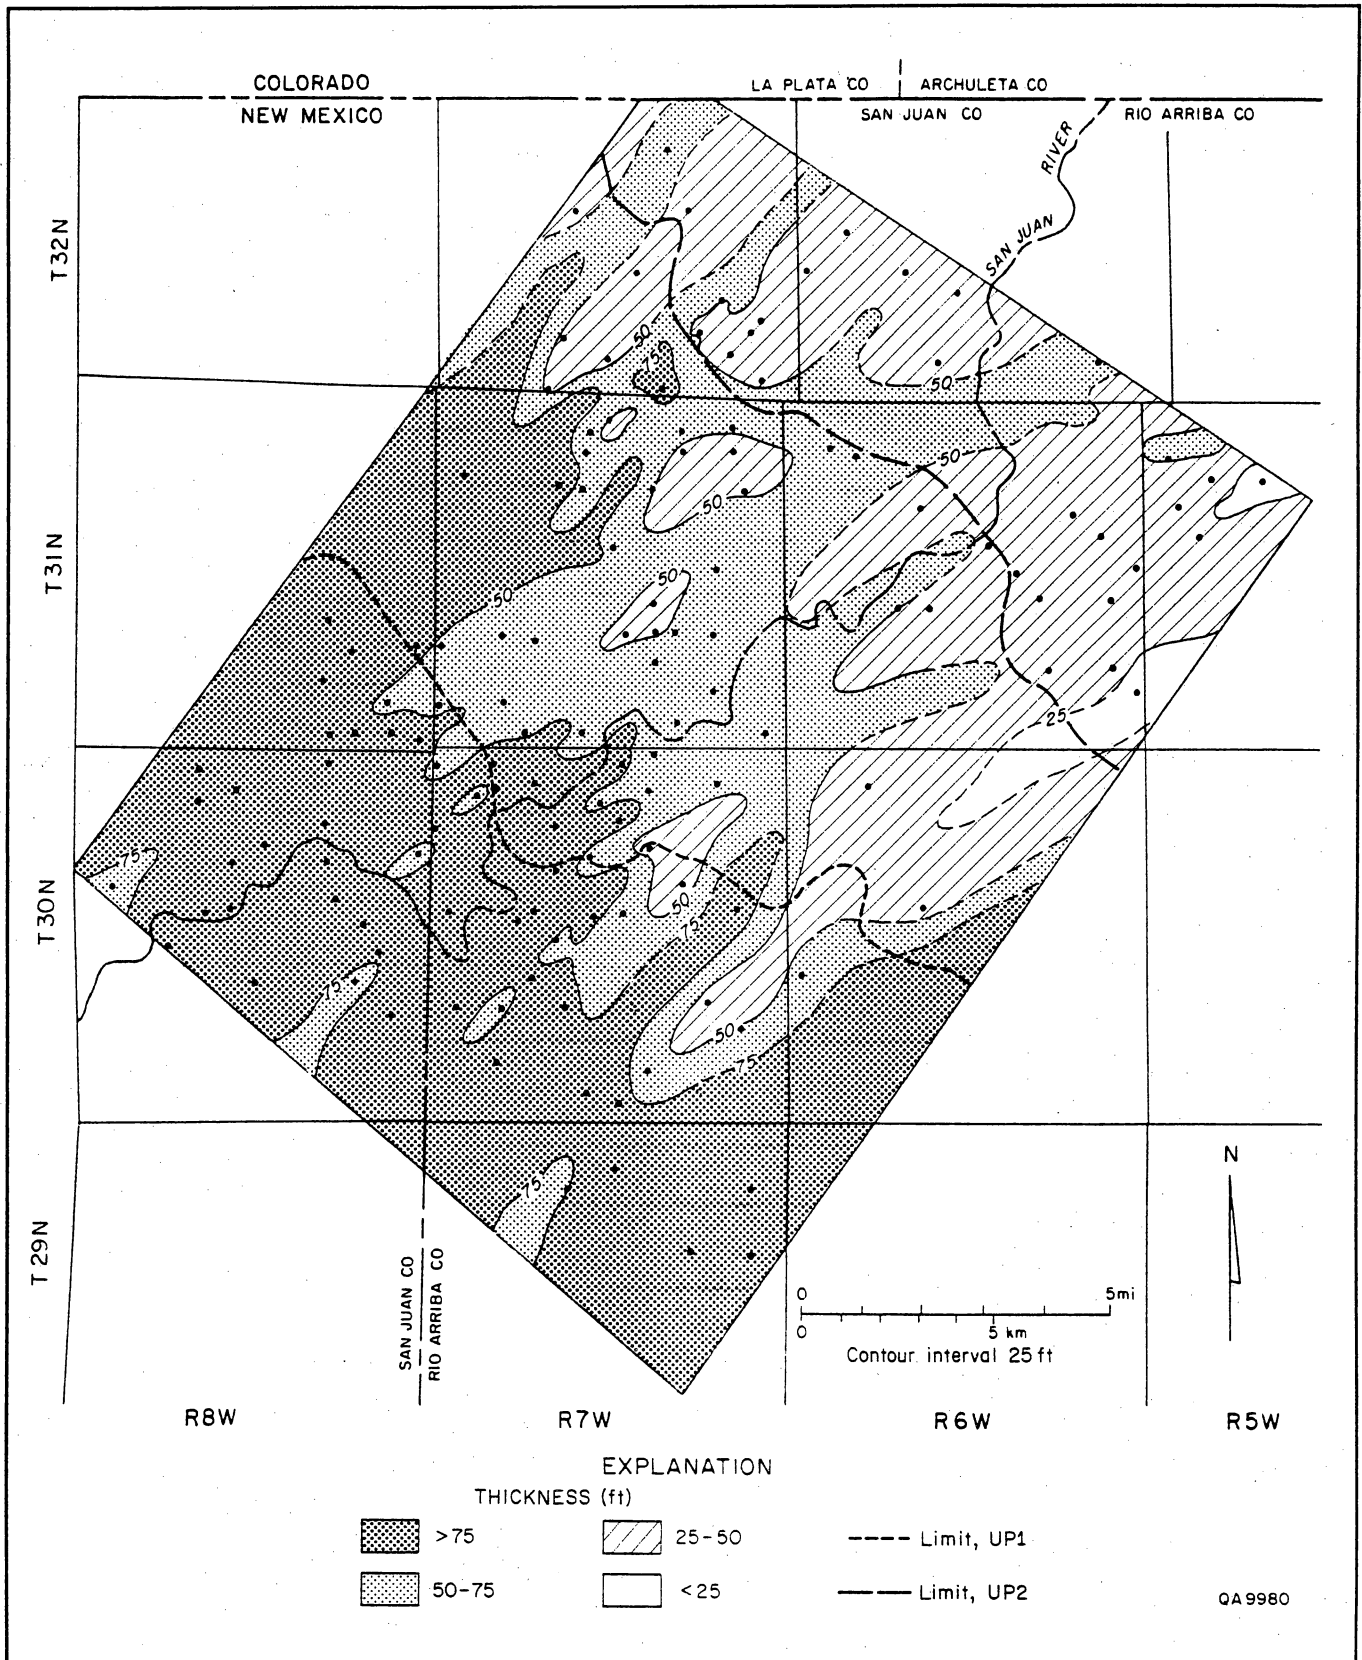 COLORADO
NEW MEXICO
LA PLATA CO
ARCHULETA CO
SAN JUAN CO
RIO ARRIBA CO
RIVER
SAN JUAN
T32N
50
75
50
50
50
T31N
50
50
25
75
T30N
50
75
75
50
75
75
T29N
SAN JUAN CO
RIO ARRIBA CO
N
0 5mi
0 5 km
Contour interval 25 ft
R8W R7W R6W R5W
EXPLANATION
THICKNESS (ft)
>75 25-50 Limit, UP1
50-75 <25 Limit, UP2
QA9980